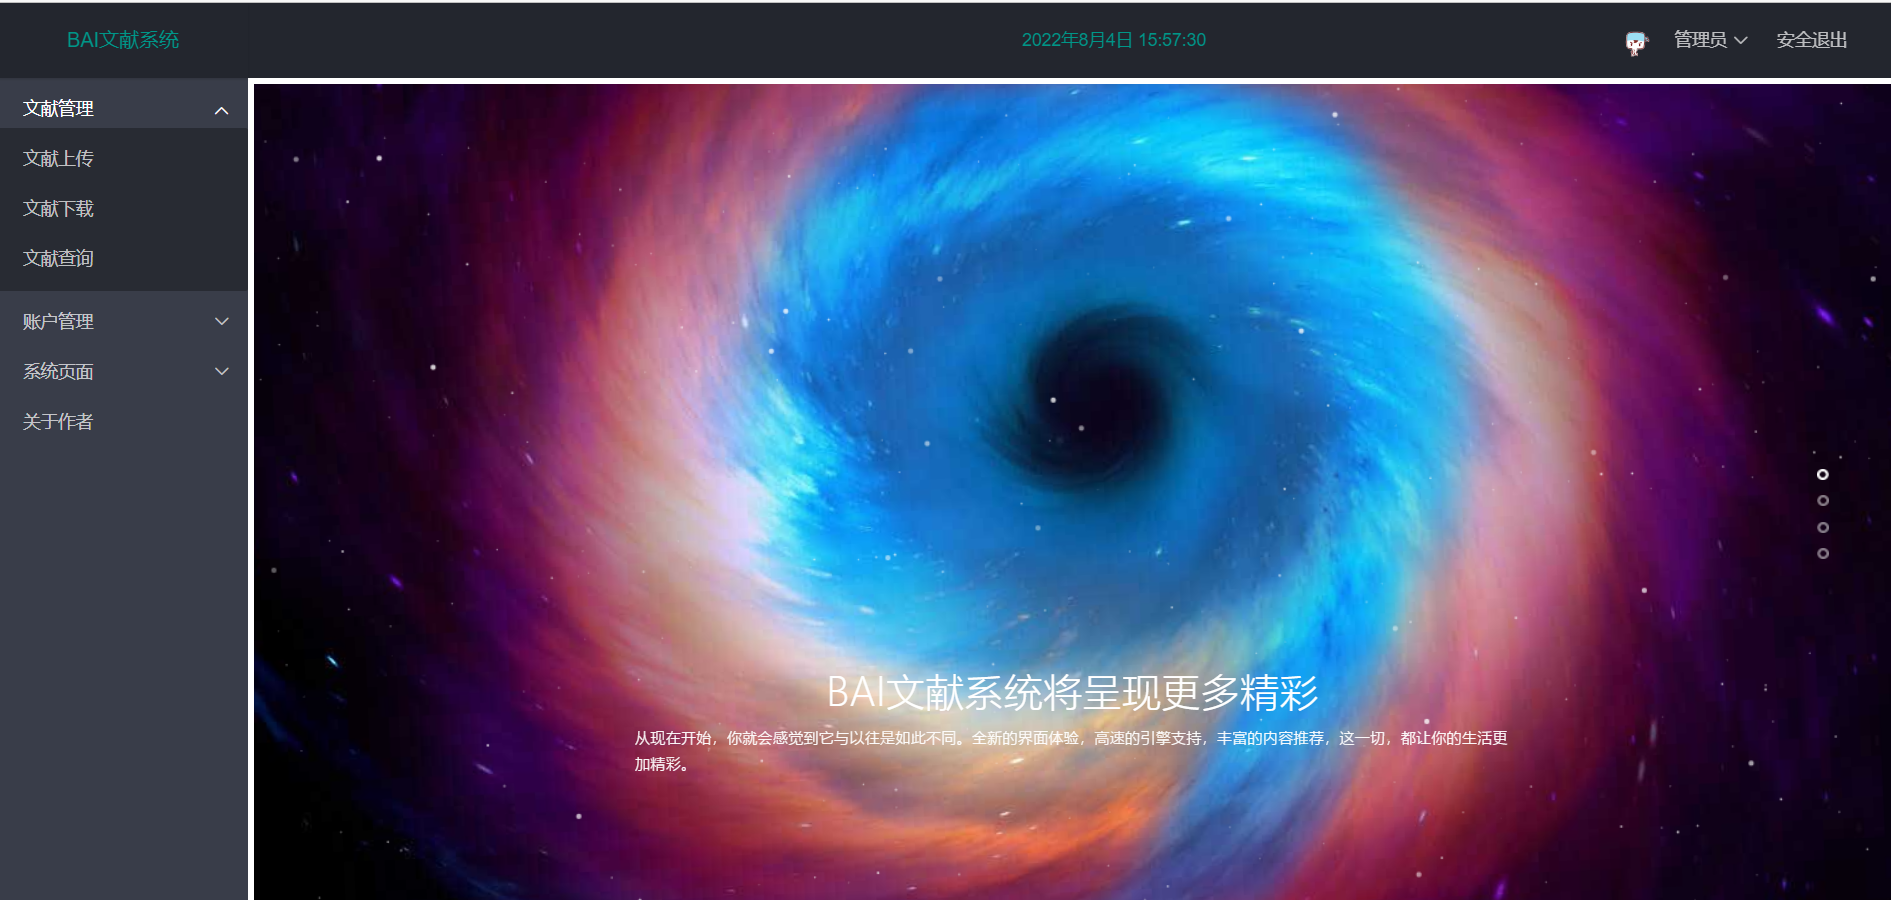 BAI文献系统
2022年8月4日 15:57:30
管理员
安全退出
文献管理
文献上传
文献下载
文献查询
账户管理
系统页面
关于作者
BAI文献系统将呈现更多精彩
从现在开始，你就会感觉到它与以往是如此不同。全新的界面体验，高速的引擎支持，丰富的内容推荐，这一切，都让你的生活更
加精彩。